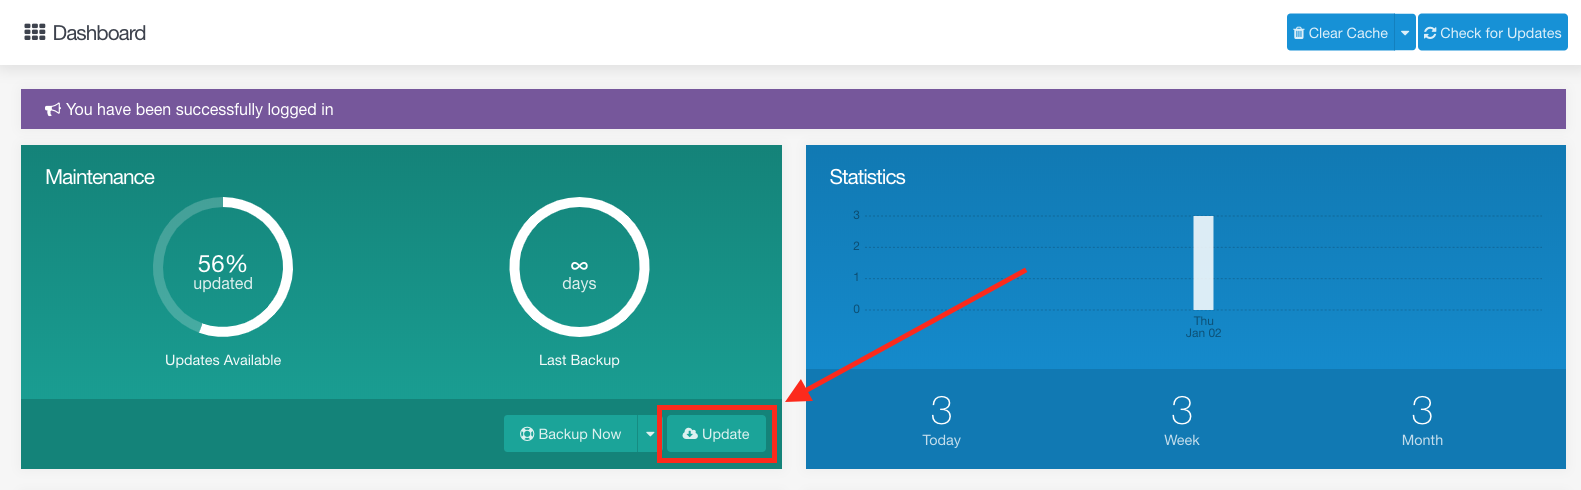 Dashboard
Clear Cache
Check for Updates
You have been successfully logged in
Maintenance
56%
updated
Updates Available
∞
days
Last Backup
Backup Now
Update
Statistics
3
2
1
0
Thu
Jan 02
3
Today
3
Week
3
Month